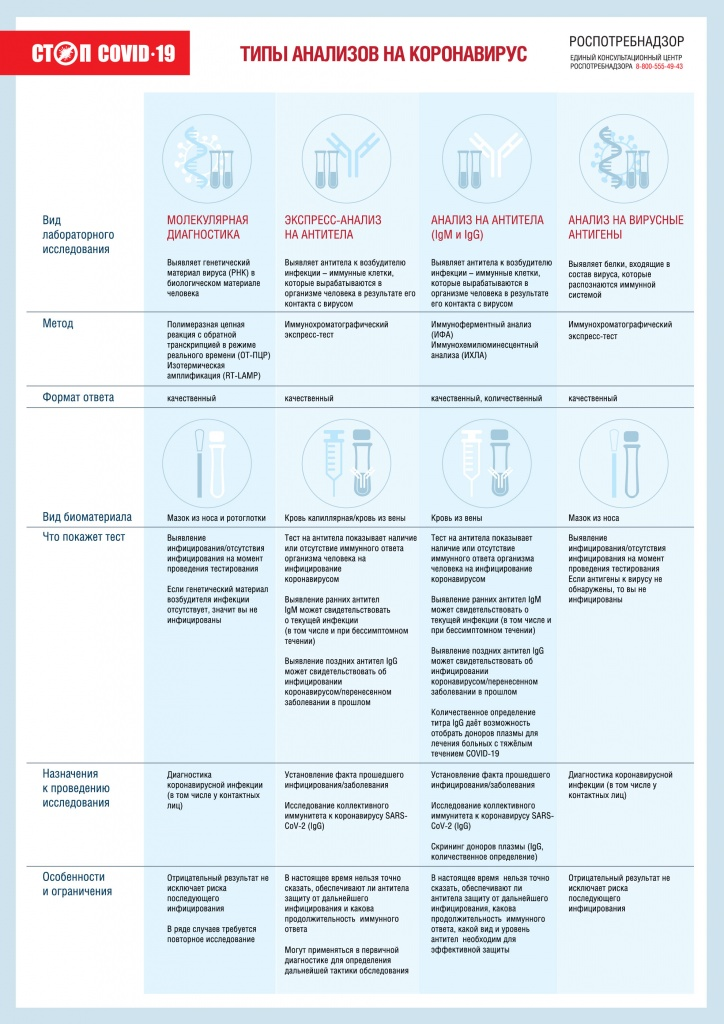 СТОП COVID-19
ТИПЫ АНАЛИЗОВ НА КОРОНАВИРУС
РОСПОТРЕБНАДЗОР
ЕДИНЫЙ КОНСУЛЬТАЦИОННЫЙ ЦЕНТР
РОСПОТРЕБНАДЗОРА 8-800-555-49-43
Вид
лабораторного
исследования
МОЛЕКУЛЯРНАЯ
ДИАГНОСТИКА
Выявляет генетический
материал вируса (РНК) в
биологическом материале
человека
ЭКСПРЕСС-АНАЛИЗ
НА АНТИТЕЛА
Выявляет антитела к возбудителю
инфекции – иммунные клетки,
которые вырабатываются в
организме человека в результате его
контакта с вирусом
АНАЛИЗ НА АНТИТЕЛА
(IgM и IgG)
Выявляет антитела к возбудителю
инфекции – иммунные клетки,
которые вырабатываются в
организме человека в результате
его контакта с вирусом
АНАЛИЗ НА ВИРУСНЫЕ
АНТИГЕНЫ
Выявляет белки, входящие в
состав вируса, которые
распознаются иммунной
системой
Метод
Полимеразная цепная
реакция с обратной
транскрипцией в режиме
реального времени (ОТ-ПЦР)
Изотермическая
амплификация (RT-LAMP)
Иммунохроматографический
экспресс-тест
Иммуноферментный анализ
(ИФА)
Иммунохемилюминесцентный
анализа (ИХЛА)
Иммунохроматографический
экспресс-тест
Формат ответа
качественный
качественный
качественный, количественный
качественный
Вид биоматериала
Мазок из носа и ротоглотки
Кровь капиллярная/кровь из вены
Кровь из вены
Мазок из носа
Что покажет тест
Выявление
инфицирования/отсутствия
инфицирования на момент
проведения тестирования
Если генетический материал
возбудителя инфекции
отсутствует, значит вы не
инфицированы
Тест на антитела показывает наличие
или отсутствие иммунного ответа
организма человека на
инфицирование
коронавирусом
Выявление ранних антител
IgM может свидетельствовать
о текущей инфекции
(в том числе и при бессимптомном
течении)
Выявление поздних антител IgG
может свидетельствовать об
инфицировании
коронавирусом/перенесенном
заболевании в прошлом
Тест на антитела показывает
наличие или отсутствие
иммунного ответа организма
человека на инфицирование
коронавирусом
Выявление ранних антител IgM
может свидетельствовать о
текущей инфекции (в том числе и
при бессимптомном течении)
Выявление поздних антител IgG
может свидетельствовать об
инфицировании
коронавирусом/перенесенном
заболевании в прошлом
Количественное определение
титра IgG даёт возможность
отобрать доноров плазмы для
лечения больных с тяжёлым
течением COVID-19
Выявление
инфицирования/отсутствия
инфицирования на момент
проведения тестирования
Если антигены к вирусу не
обнаружены, то вы не
инфицированы
Назначения
к проведению
исследования
Диагностика
коронавирусной инфекции
(в том числе у контактных
лиц)
Установление факта прошедшего
инфицирования/заболевания
Исследование коллективного
иммунитета к коронавирусу SARS-
CoV-2 (IgG)
Установление факта прошедшего
инфицирования/заболевания
Исследование коллективного
иммунитета к коронавирусу SARS-
CoV-2 (IgG)
Скрининг доноров плазмы (IgG,
количественное определение)
Диагностика коронавирусной
инфекции (в том числе у
контактных лиц)
Особенности
и ограничения
Отрицательный результат не
исключает риска
последующего
инфицирования
В ряде случаев требуется
повторное исследование
В настоящее время нельзя точно
сказать, обеспечивают ли антитела
защиту от дальнейшего
инфицирования и какова
продолжительность иммунного
ответа
Могут применяться в первичной
диагностике для определения
дальнейшей тактики обследования
В настоящее время нельзя точно
сказать, обеспечивают ли
антитела защиту от дальнейшего
инфицирования, какова
продолжительность иммунного
ответа, какой вид и уровень
антител необходим для
эффективной защиты
Отрицательный результат не
исключает риска
последующего
инфицирования